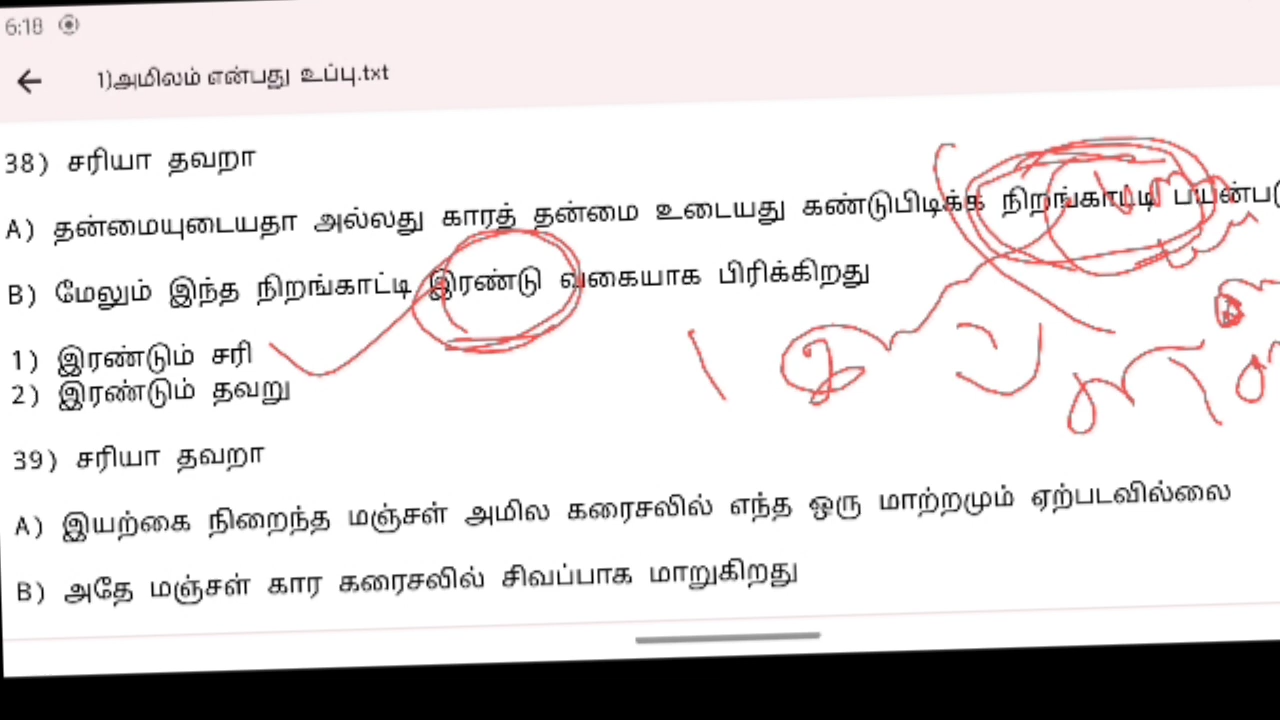 6:18
1)அமிலம் என்பது உப்பு.txt
38) சரியா தவறா
A) தன்மையுடையதா அல்லது காரத் தன்மை உடையது கண்டுபிடிக்க நிறங்காட்டி
B) மேலும் இந்த நிறங்காட்டி இரண்டு வகையாக பிரிக்கிறது
1) இரண்டும் சரி
2) இரண்டும் தவறு
39) சரியா தவறா
A) இயற்கை நிறைந்த மஞ்சள் அமில கரைசலில் எந்த ஒரு மாற்றமும் ஏற்படவில்லை
B) அதே மஞ்சள் கார கரைசலில் சிவப்பாக மாறுகிறது